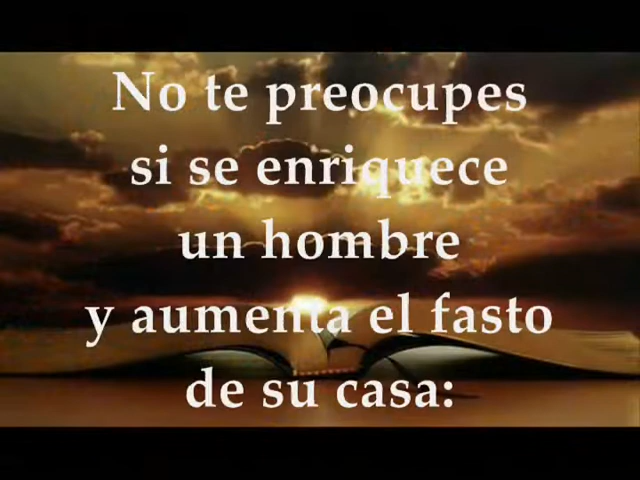 No te preocupes
si se enriquece
un hombre
y aumenta el fasto
de su casa: